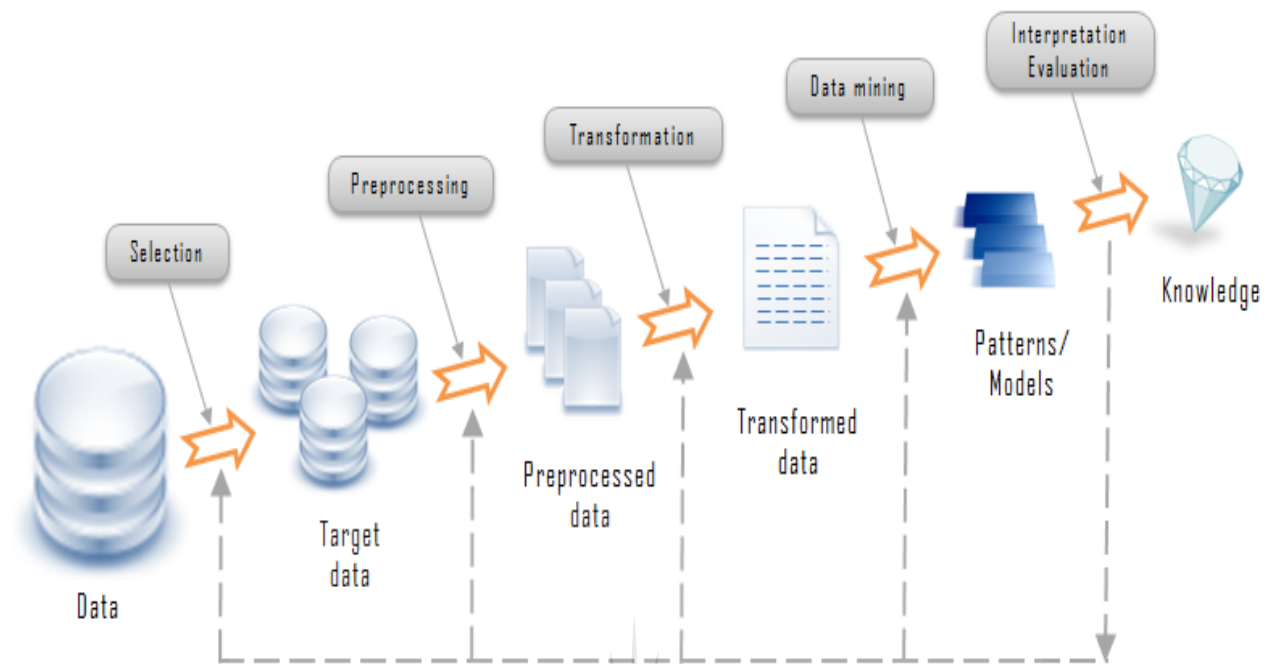 Interpretation
Evaluation
Data mining
Transformation
Preprocessing
Selection
Knowledge
Patterns/
Models
Transformed
data
Preprocessed
data
Target
data
Data